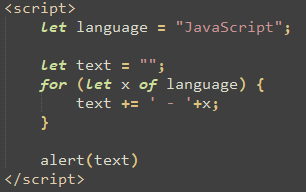 <script>
    let language = "JavaScript";

    let text = "";
    for (let x of language) {
        text += ' - '+x;
    }

    alert(text)
</script>